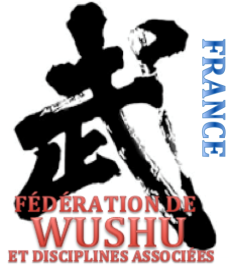 武
FRANCE
FÉDÉRATION DE
WUSHU
ET DISCIPLINES ASSOCIÉES